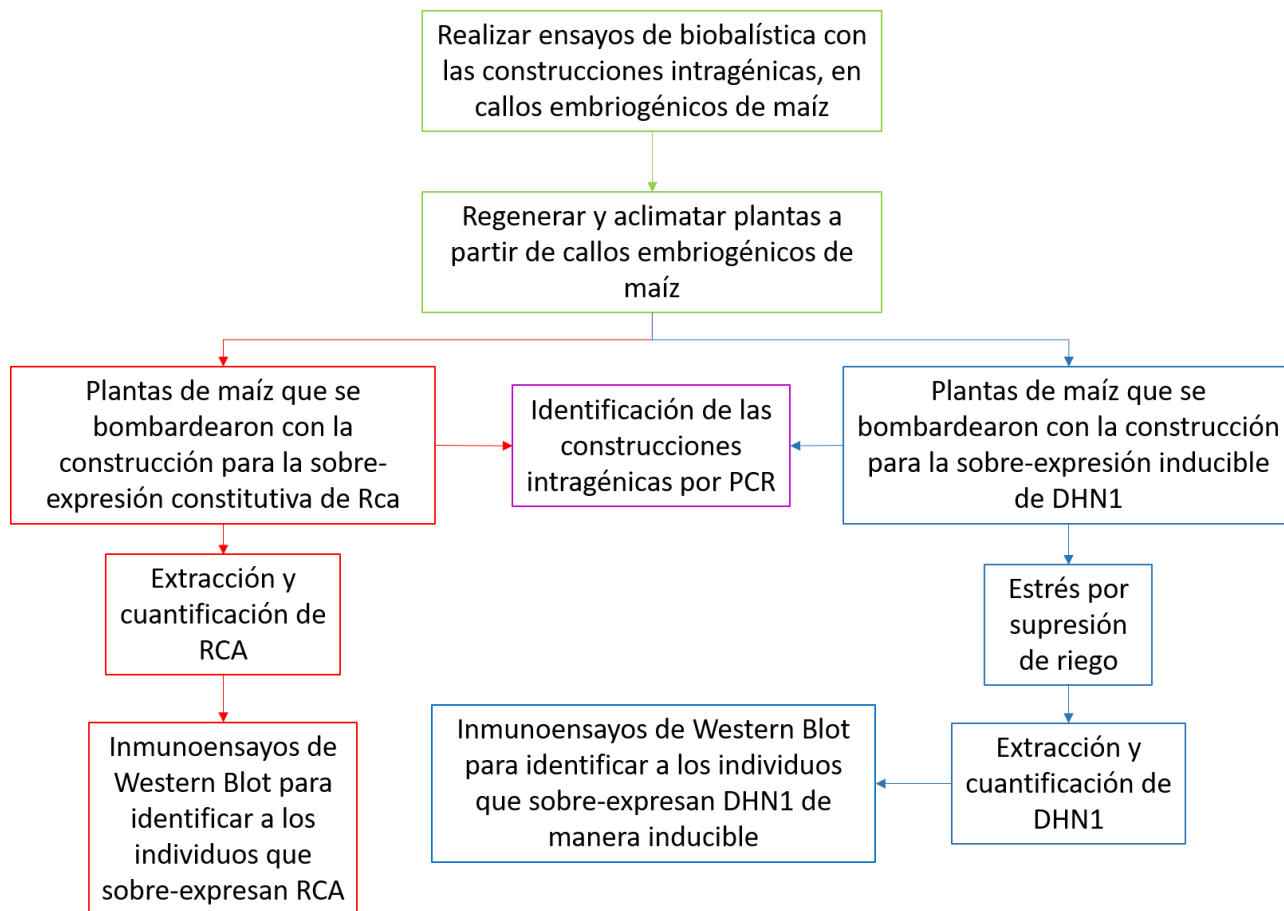 Realizar ensayos de biobalística con
las construcciones intragénicas, en
callos embriogénicos de maíz
Regenerar y aclimatar plantas a
partir de callos embriogénicos de
maíz
Plantas de maíz que se
bombardearon con la
construcción para la sobre-
expresión constitutiva de Rca
Identificación de las
construcciones
intragénicas por PCR
Plantas de maíz que se
bombardearon con la construcción
para la sobre-expresión inducible
de DHN1
Extracción y
cuantificación de
RCA
Estrés por
supresión
de riego
Inmunoensayos de
Western Blot para
identificar a los
individuos que
sobre-expresan RCA
Inmunoensayos de Western Blot
para identificar a los individuos
que sobre-expresan DHN1 de
manera inducible
Extracción y
cuantificación de
DHN1